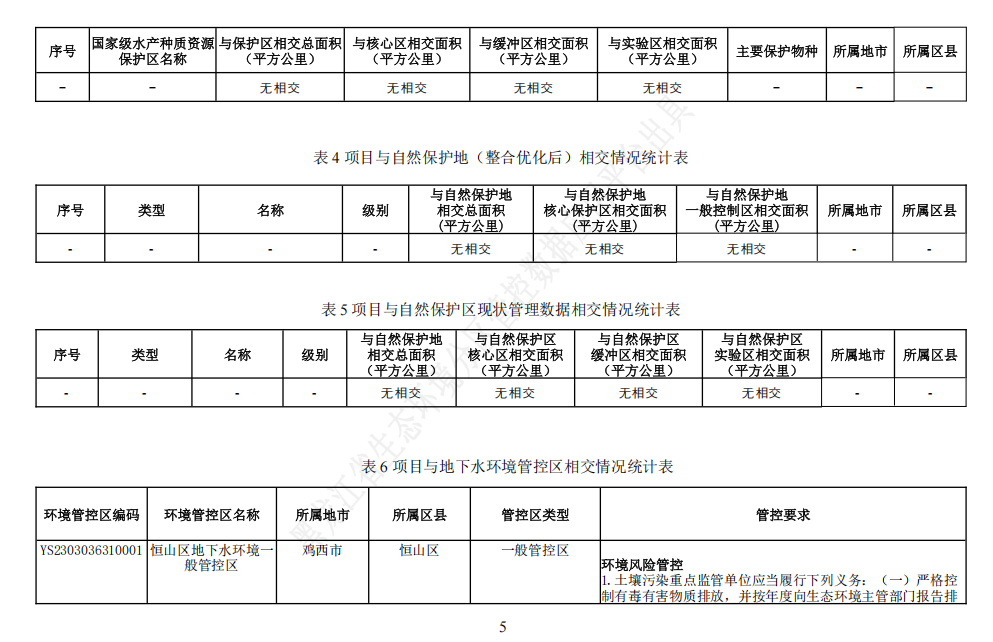 序号 国家级水产种质资源保护区名称 与保护区相交总面积（平方公里） 与核心区相交面积（平方公里） 与缓冲区相交面积（平方公里） 与实验区相交面积（平方公里） 主要保护物种 所属地市 所属区县
– – 无相交 无相交 无相交 无相交 – – –
表 4 项目与自然保护地（整合优化后）相交情况统计表
序号 类型 名称 级别 与自然保护地相交总面积(平方公里) 与自然保护地核心保护区相交面积(平方公里) 与自然保护地一般控制区相交面积(平方公里) 所属地市 所属区县
- - - - 无相交 无相交 无相交 - -
表 5 项目与自然保护区现状管理数据相交情况统计表
序号 类型 名称 级别 与自然保护地相交总面积（平方公里） 与自然保护区核心区相交面积（平方公里） 与自然保护区缓冲区相交面积（平方公里） 与自然保护区实验区相交面积（平方公里） 所属地市 所属区县
- - - - 无相交 无相交 无相交 无相交 - -
表 6 项目与地下水环境管控区相交情况统计表
环境管控区编码 环境管控区名称 所属地市 所属区县 管控区类型 管控要求
YS2303036310001 恒山区地下水环境一般管控区 鸡西市 恒山区 一般管控区
环境风险管控
1.土壤污染重点监管单位应当履行下列义务：（一）严格控
制有毒有害物质排放，并按年度向生态环境主管部门报告排
黑龙江省生态环境分区管控数据应用平台出具
5